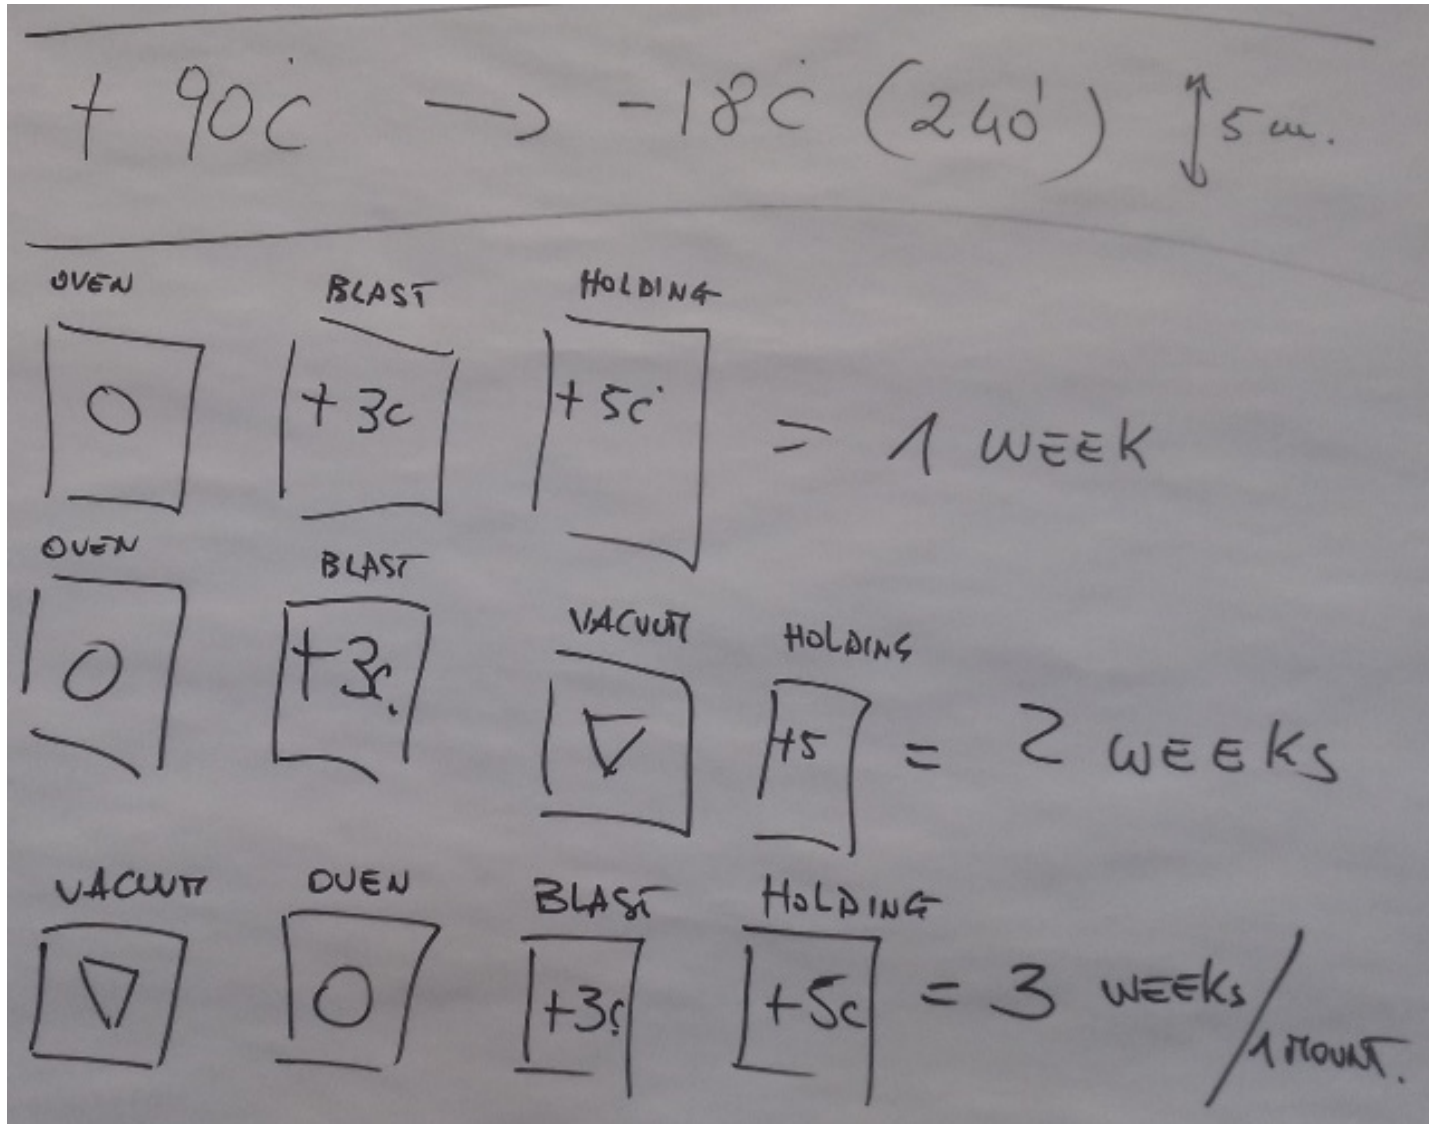 + 90°C → -18°C (240') ↕ 5 cm.
OVEN BLAST HOLDING
O +3c +5c° = 1 WEEK
OVEN BLAST VACUUM HOLDING
O +3c. ▽ +5 = 2 WEEKS
VACUUM OVEN BLAST HOLDING
▽ O +3c +5c = 3 WEEKS/1 MOUNT.